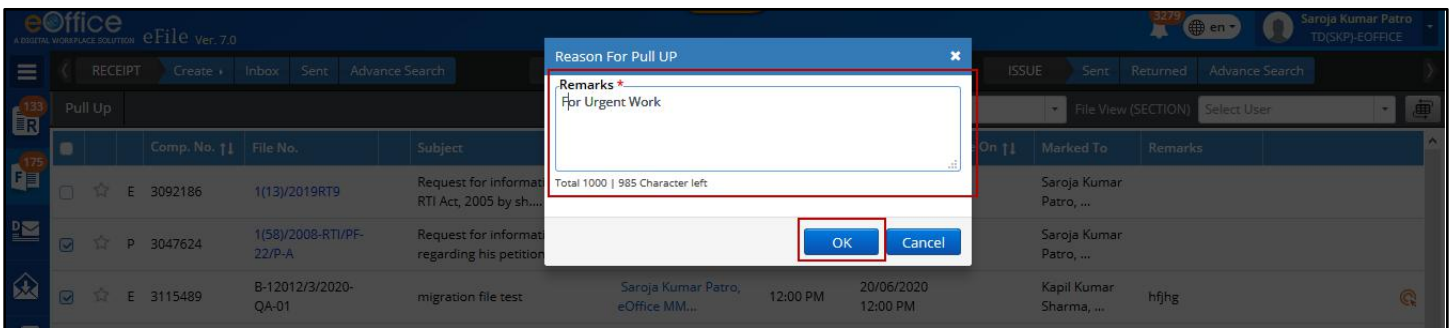 eOffice
A DIGITAL WORKPLACE SOLUTION eFile Ver. 7.0
3279 en Saroja Kumar Patro
TD(SKP)-EOFFICE
RECEIPT Create Inbox Sent Advance Search ISSUE Sent Returned Advance Search
Reason For Pull UP
Remarks *
For Urgent Work
Total 1000 | 985 Character left
OK Cancel
133 R
Pull Up File View (SECTION) Select User
Comp. No. File No. Subject On Marked To Remarks
175 F
E 3092186 1(13)/2019RT9 Request for informati Saroja Kumar
RTI Act, 2005 by sh.... Patro, ...
D
P 3047624 1(58)/2008-RTI/PF- Request for informati Saroja Kumar
22/P-A regarding his petition Patro, ...
E 3115489 B-12012/3/2020- migration file test Saroja Kumar Patro, 12:00 PM 20/06/2020 Kapil Kumar hfjhg
QA-01 eOffice MM... 12:00 PM Sharma, ...